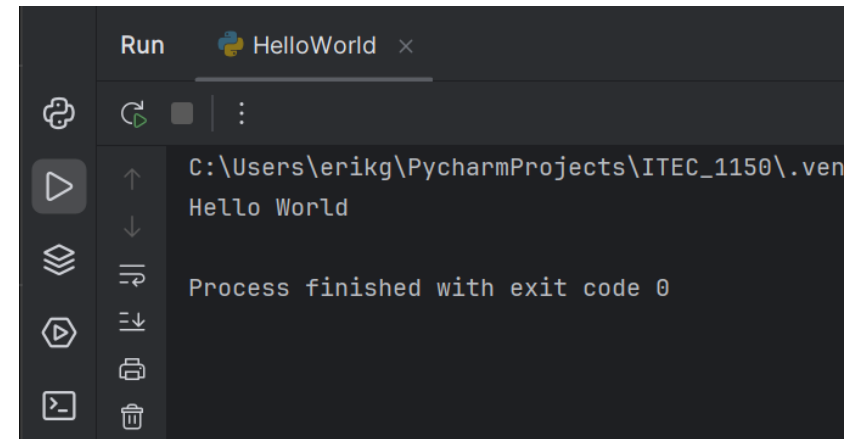 Run HelloWorld
C:\Users\erikg\PycharmProjects\ITEC_1150\.ven
Hello World
Process finished with exit code 0